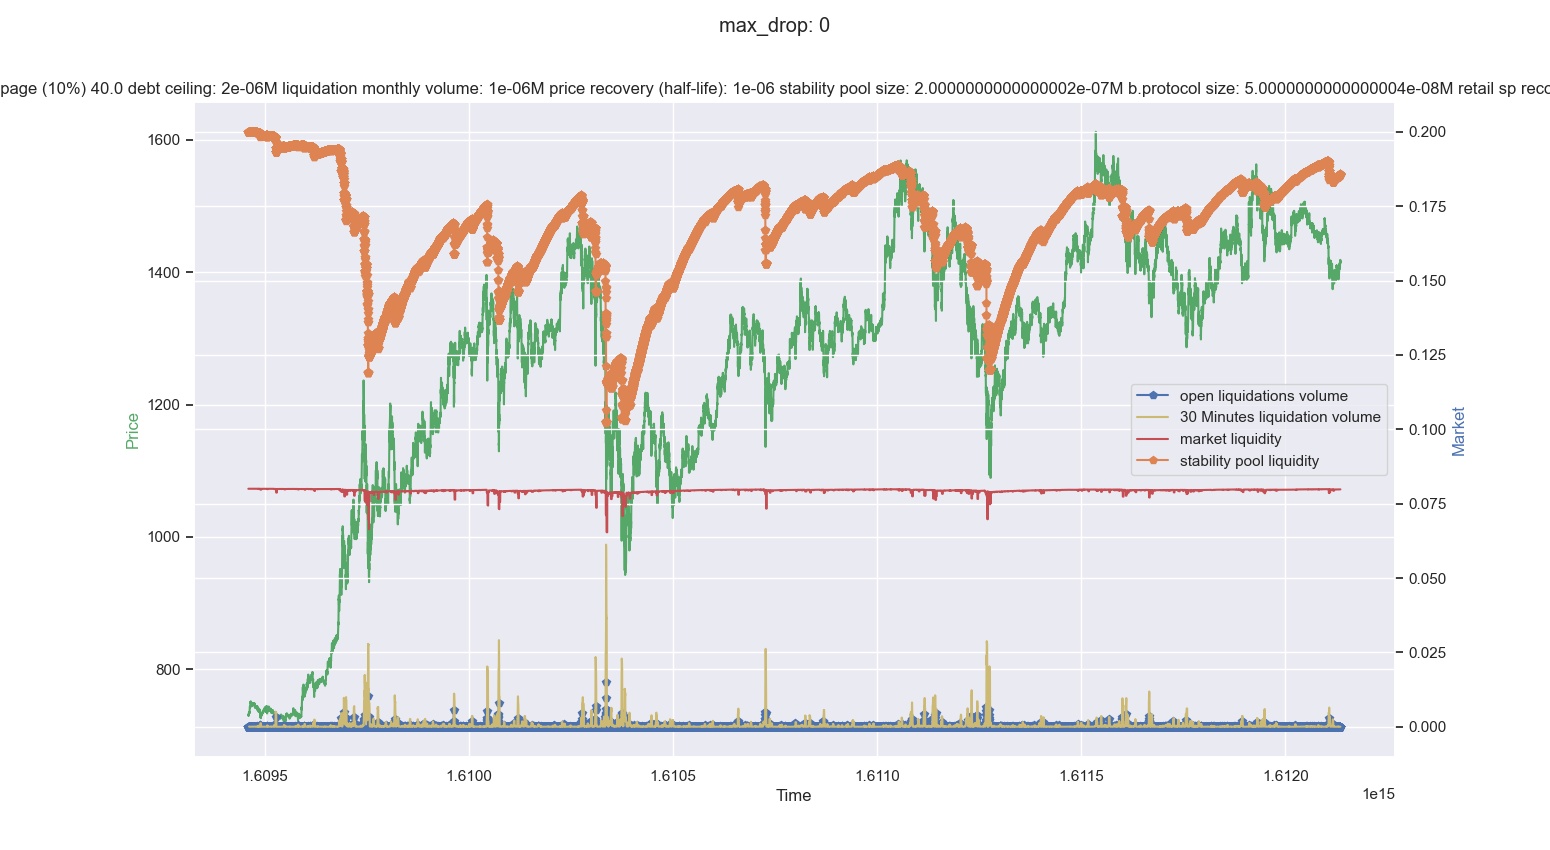 max_drop: 0
page (10%) 40.0 debt ceiling: 2e-06M liquidation monthly volume: 1e-06M price recovery (half-life): 1e-06 stability pool size: 2.0000000000000002e-07M b.protocol size: 5.0000000000000004e-08M retail sp reco
1600
1400
1200
1000
800
Price
0.200
0.175
0.150
0.125
0.100
0.075
0.050
0.025
0.000
Market
open liquidations volume
30 Minutes liquidation volume
market liquidity
stability pool liquidity
1.6095
1.6100
1.6105
1.6110
1.6115
1.6120
Time
1e15